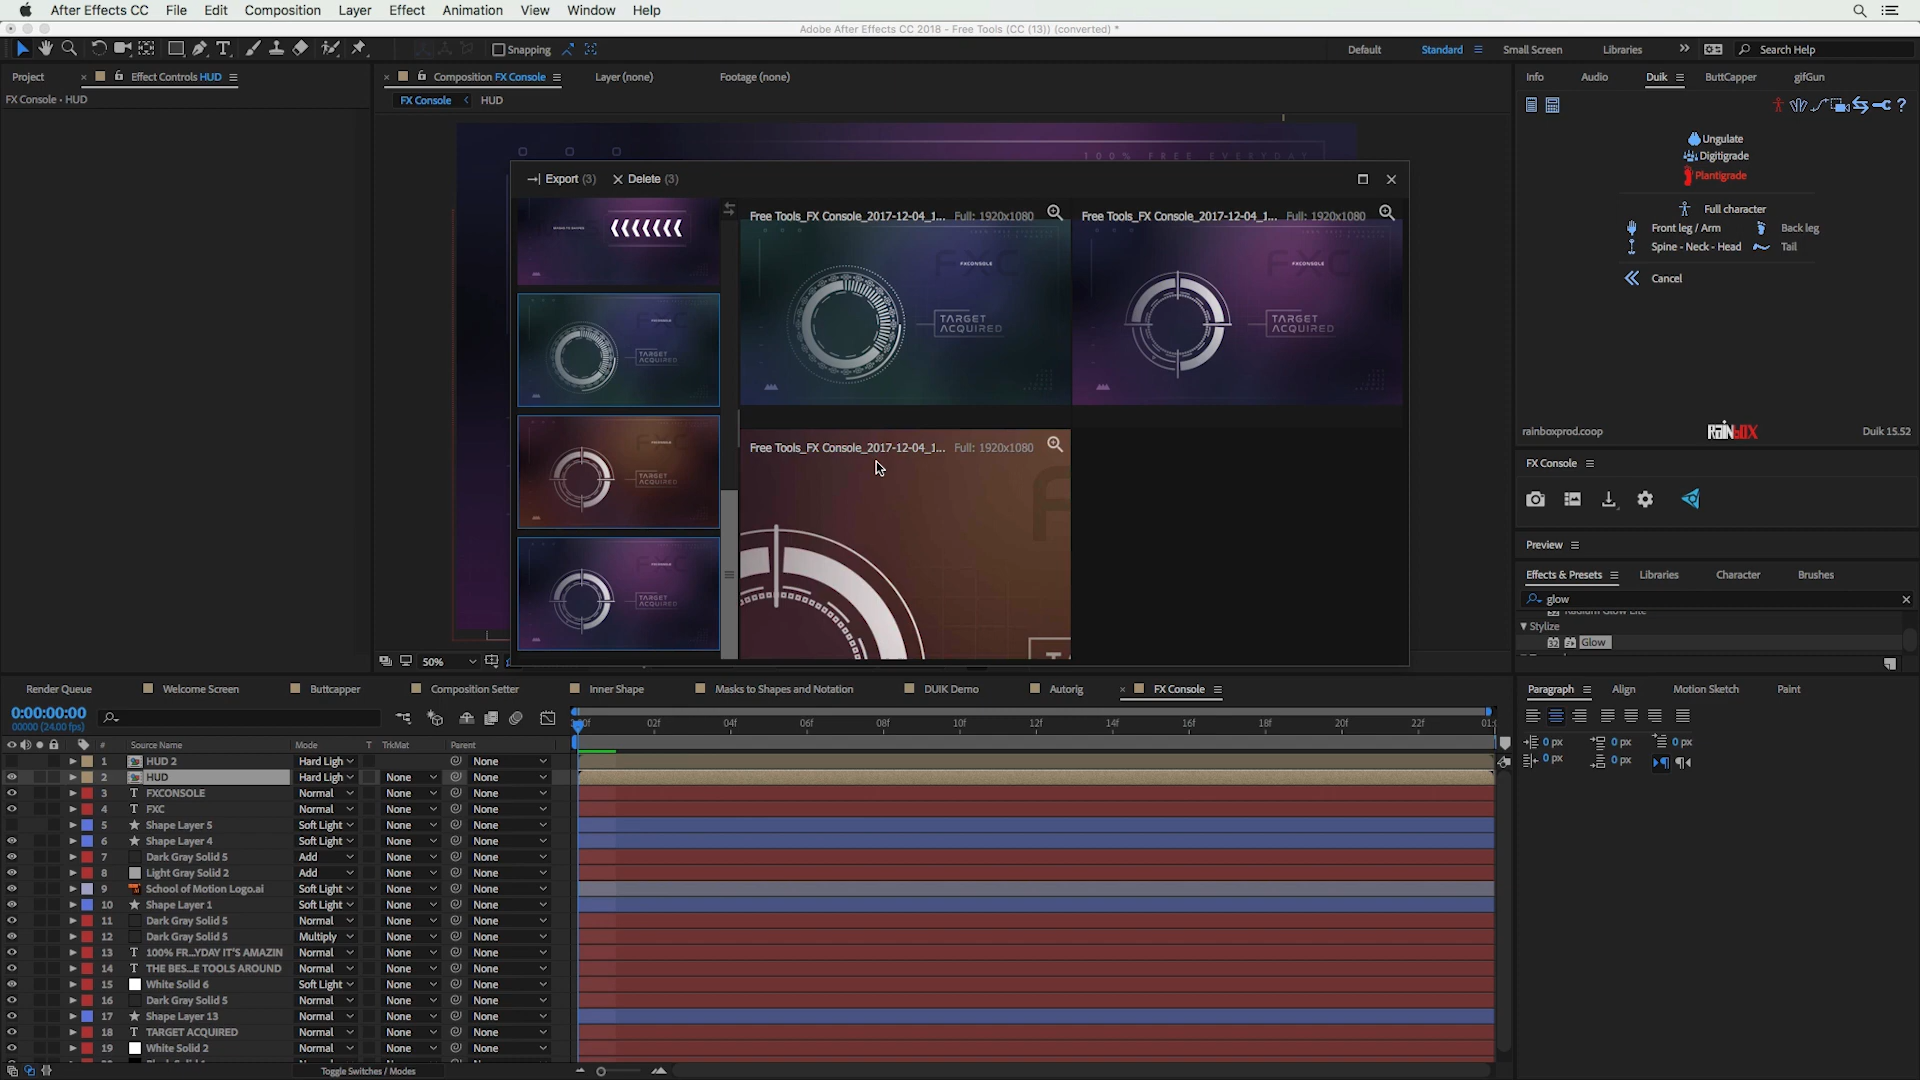 After Effects CC File Edit Composition Layer Effect Animation View Window Help
Adobe After Effects CC 2018 - Free Tools (CC (13)) (converted) *
Snapping Default Standard Small Screen Libraries Search Help
Project Effect Controls HUD
FX Console • HUD
Composition FX Console Layer (none) Footage (none)
FX Console HUD
100% FREE EVERYDAY
Export (3) Delete (3)
Free Tools_FX Console_2017-12-04_1... Full: 1920x1080
Free Tools_FX Console_2017-12-04_1... Full: 1920x1080
FXCONSOLE
TARGET
ACQUIRED
FXCONSOLE
TARGET
ACQUIRED
Free Tools_FX Console_2017-12-04_1... Full: 1920x1080
TARGET
ACQUIRED
TARGET
ACQUIRED
TARGET
ACQUIRED
50%
Info Audio Duik ButtCapper gifGun
Ungulate
Digitigrade
Plantigrade
Full character
Front leg / Arm Back leg
Spine - Neck - Head Tail
Cancel
rainboxprod.coop RAINBOX Duik 15.52
FX Console
Preview
Effects & Presets Libraries Character Brushes
glow
Radium Glow Lite
Stylize
32 Glow
Render Queue Welcome Screen Buttcapper Composition Setter Inner Shape Masks to Shapes and Notation DUIK Demo Autorig FX Console
0:00:00:00
00000 (24.00 fps)
02f 04f 06f 08f 10f 12f 14f 16f 18f 20f 22f
# Source Name Mode T TrkMat Parent
1 HUD 2 Hard Ligh None
2 HUD Hard Ligh None None
3 FXCONSOLE Normal None None
4 FXC Normal None None
5 Shape Layer 5 Soft Light None None
6 Shape Layer 4 Soft Light None None
7 Dark Gray Solid 5 Add None None
8 Light Gray Solid 2 Add None None
9 School of Motion Logo.ai Soft Light None None
10 Shape Layer 1 Soft Light None None
11 Dark Gray Solid 5 Normal None None
12 Dark Gray Solid 5 Multiply None None
13 100% FR...YDAY IT'S AMAZIN Normal None None
14 THE BES...E TOOLS AROUND Normal None None
15 White Solid 6 Soft Light None None
16 Dark Gray Solid 5 Normal None None
17 Shape Layer 13 Normal None None
18 TARGET ACQUIRED Normal None None
19 White Solid 2 Normal None None
Toggle Switches / Modes
Paragraph Align Motion Sketch Paint
0 px 0 px 0 px
0 px 0 px